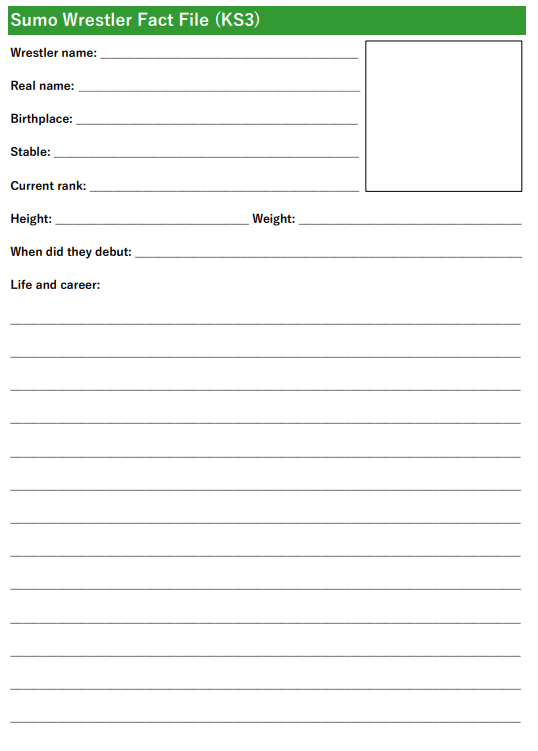 Sumo Wrestler Fact File (KS3)
Wrestler name:
Real name:
Birthplace:
Stable:
Current rank:
Height: Weight:
When did they debut:
Life and career: